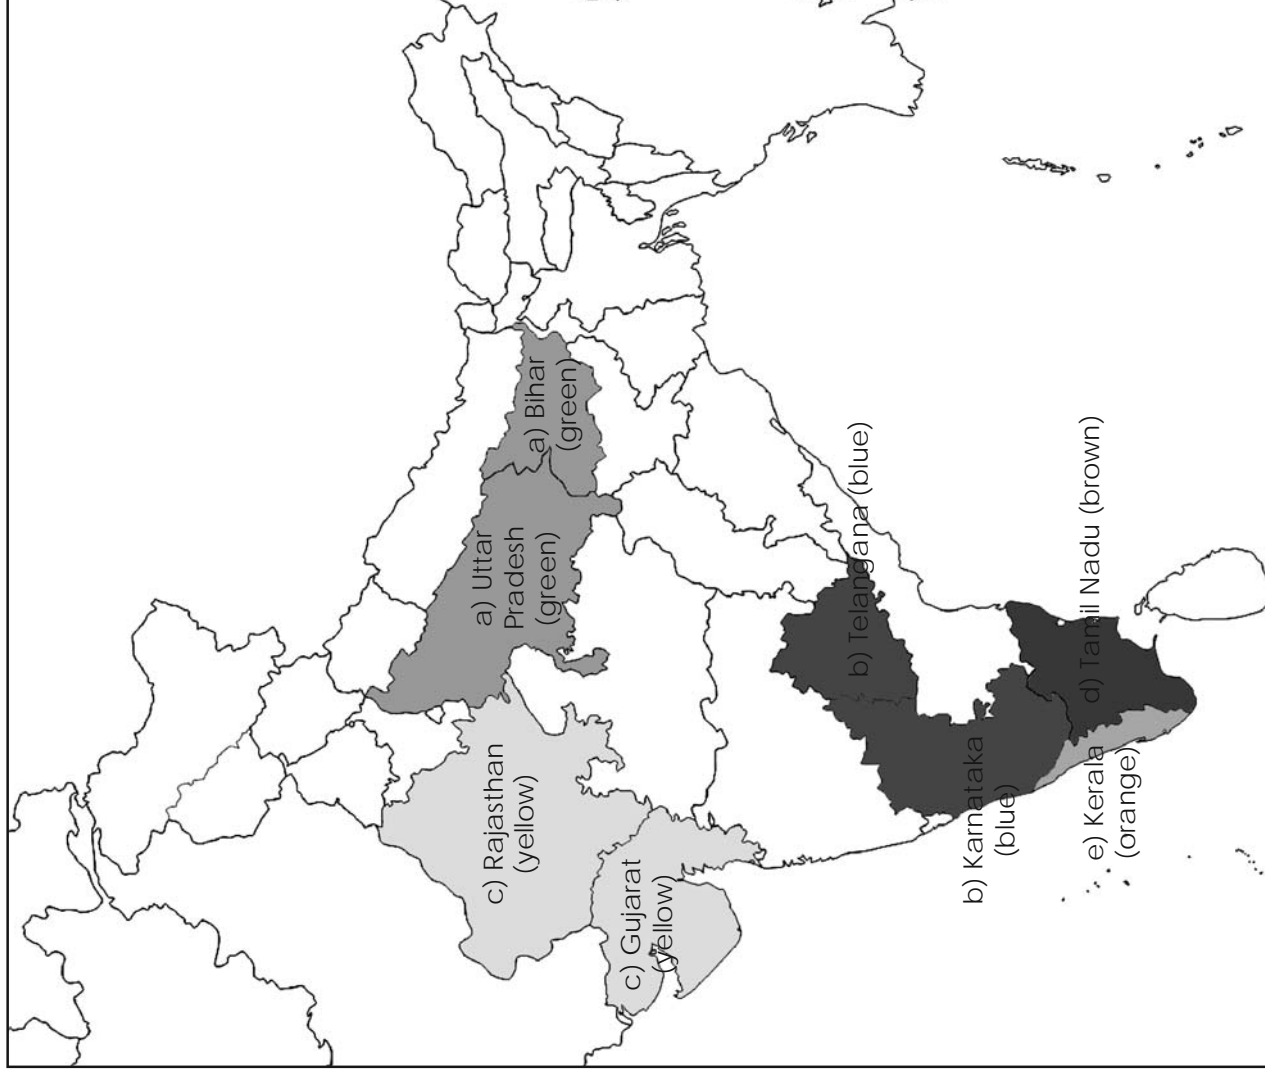 a) Uttar
Pradesh
(green)
a) Bihar
(green)
c) Rajasthan
(yellow)
c) Gujarat
(yellow)
b) Telangana (blue)
b) Karnataka
(blue)
d) Tamil Nadu (brown)
e) Kerala
(orange)